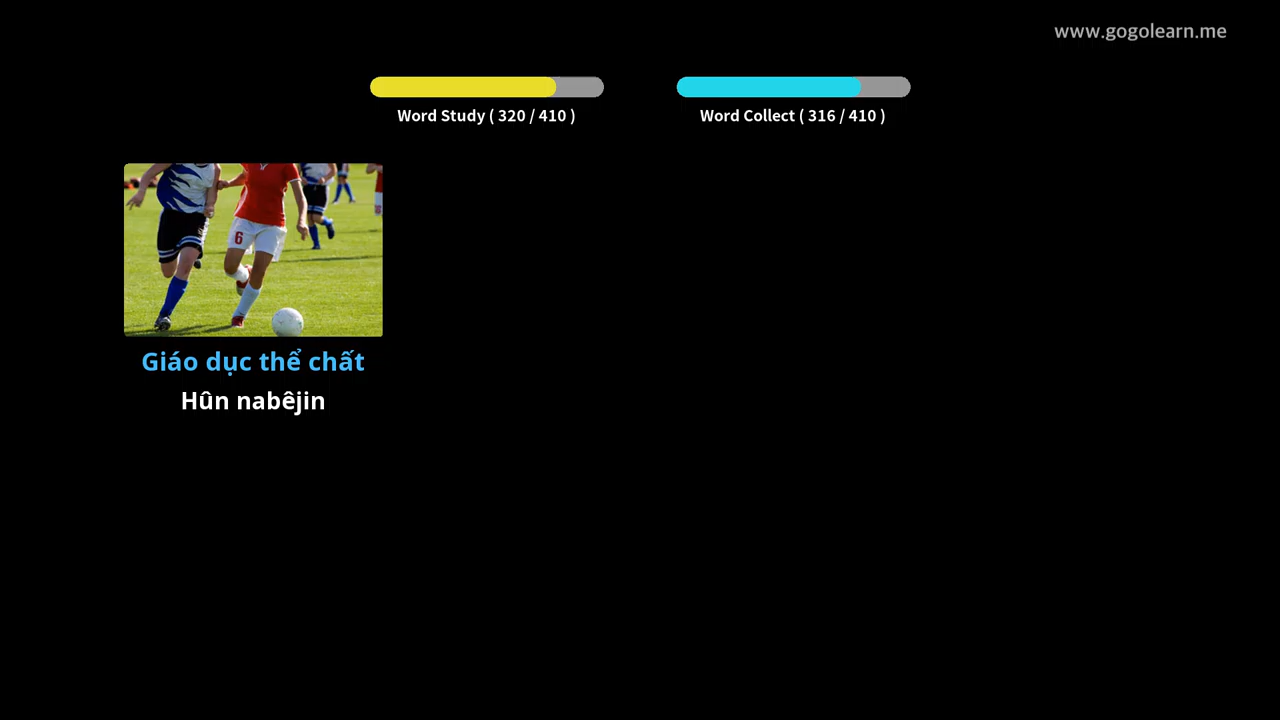 www.gogolearn.me
Word Study ( 320 / 410 )
Word Collect ( 316 / 410 )
6
Giáo dục thể chất
Hûn nabêjin